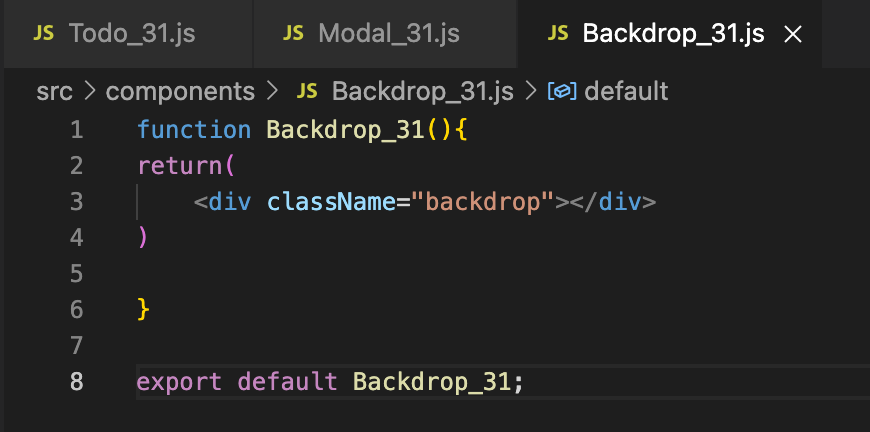 JS Todo_31.js JS Modal_31.js JS Backdrop_31.js ×
src > components > JS Backdrop_31.js > default
1 function Backdrop_31(){
2 return(
3     <div className="backdrop"></div>
4 )
5
6 }
7
8 export default Backdrop_31;